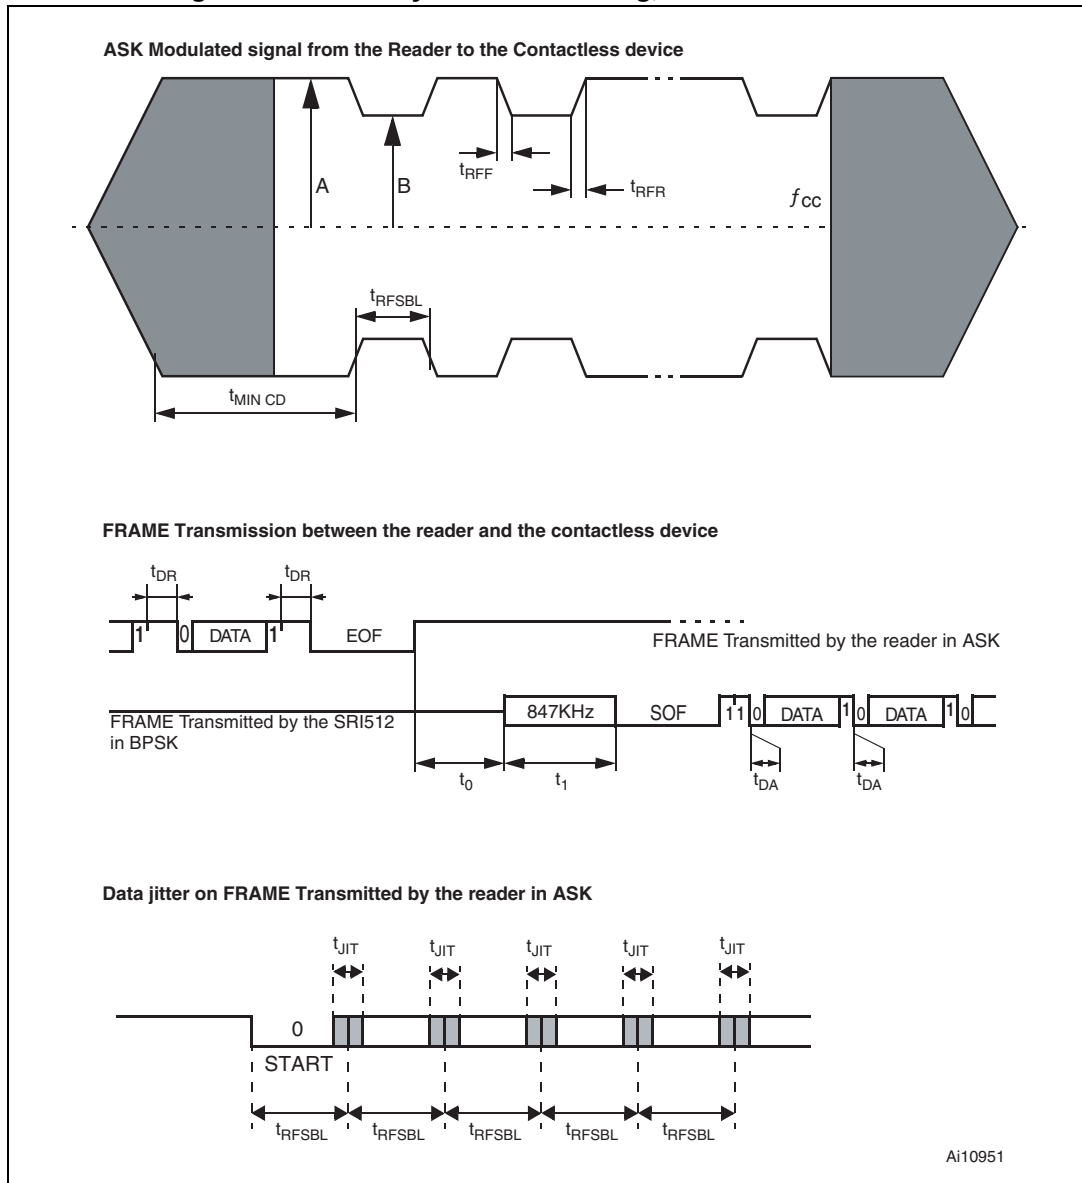 ASK Modulated signal from the Reader to the Contactless device
A
B
tRFF
tRFR
ƒcc
tRFSBL
tMIN CD
FRAME Transmission between the reader and the contactless device
tDR
tDR
1
0
DATA
1
EOF
FRAME Transmitted by the reader in ASK
847KHz
SOF
1 1
0
DATA
1
0
DATA
1
0
FRAME Transmitted by the SRI512
in BPSK
t0
t1
tDA
tDA
Data jitter on FRAME Transmitted by the reader in ASK
tJIT
tJIT
tJIT
tJIT
tJIT
0
START
tRFSBL
tRFSBL
tRFSBL
tRFSBL
tRFSBL
Ai10951